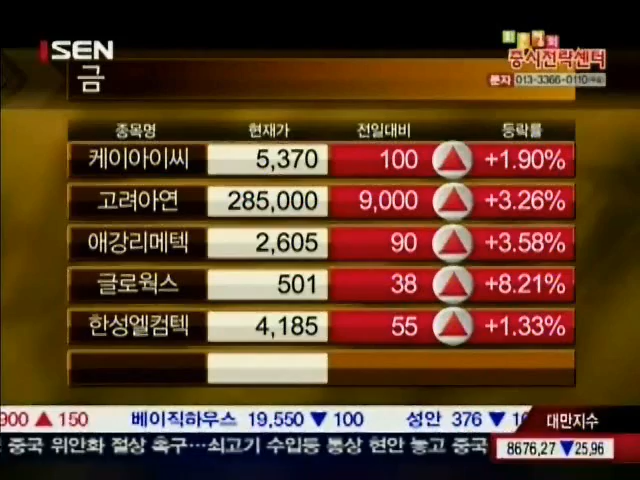 SEN
증시전략센터
문자 013-3366-0110
금
종목명 현재가 전일대비 등락률
케이아이씨 5,370 100 ▲ +1.90%
고려아연 285,000 9,000 ▲ +3.26%
애강리메텍 2,605 90 ▲ +3.58%
글로웍스 501 38 ▲ +8.21%
한성엘컴텍 4,185 55 ▲ +1.33%
900 ▲ 150 베이직하우스 19,550 ▼ 100 성안 376 ▼ 대만지수
중국 위안화 절상 촉구···쇠고기 수입등 통상 현안 놓고 중국 8676,27 ▼25,96